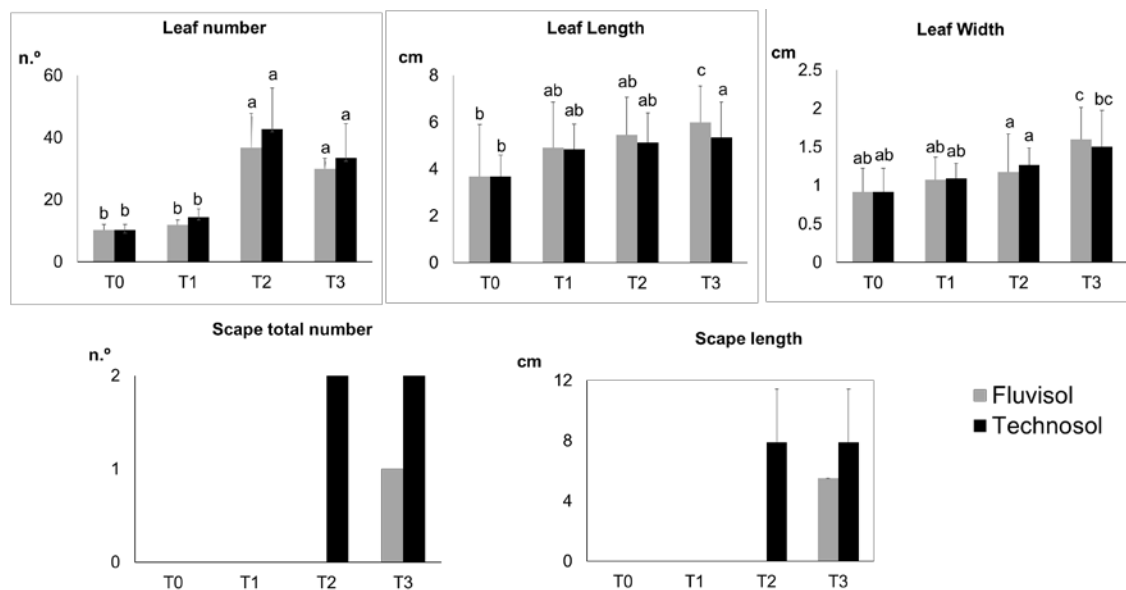 Leaf number
n.º
60
40
20
0
a
a
a
a
b b
b b
T0 T1 T2 T3
Leaf Length
cm
8
6
4
2
0
b
b
ab
ab
ab
ab
c
a
T0 T1 T2 T3
Leaf Width
cm
2.5
2
1.5
1
0.5
0
ab ab
ab ab
a
a
c
bc
T0 T1 T2 T3
Scape total number
n.º
2
1
0
T0 T1 T2 T3
Scape length
cm
12
8
4
0
T0 T1 T2 T3
Fluvisol
Technosol